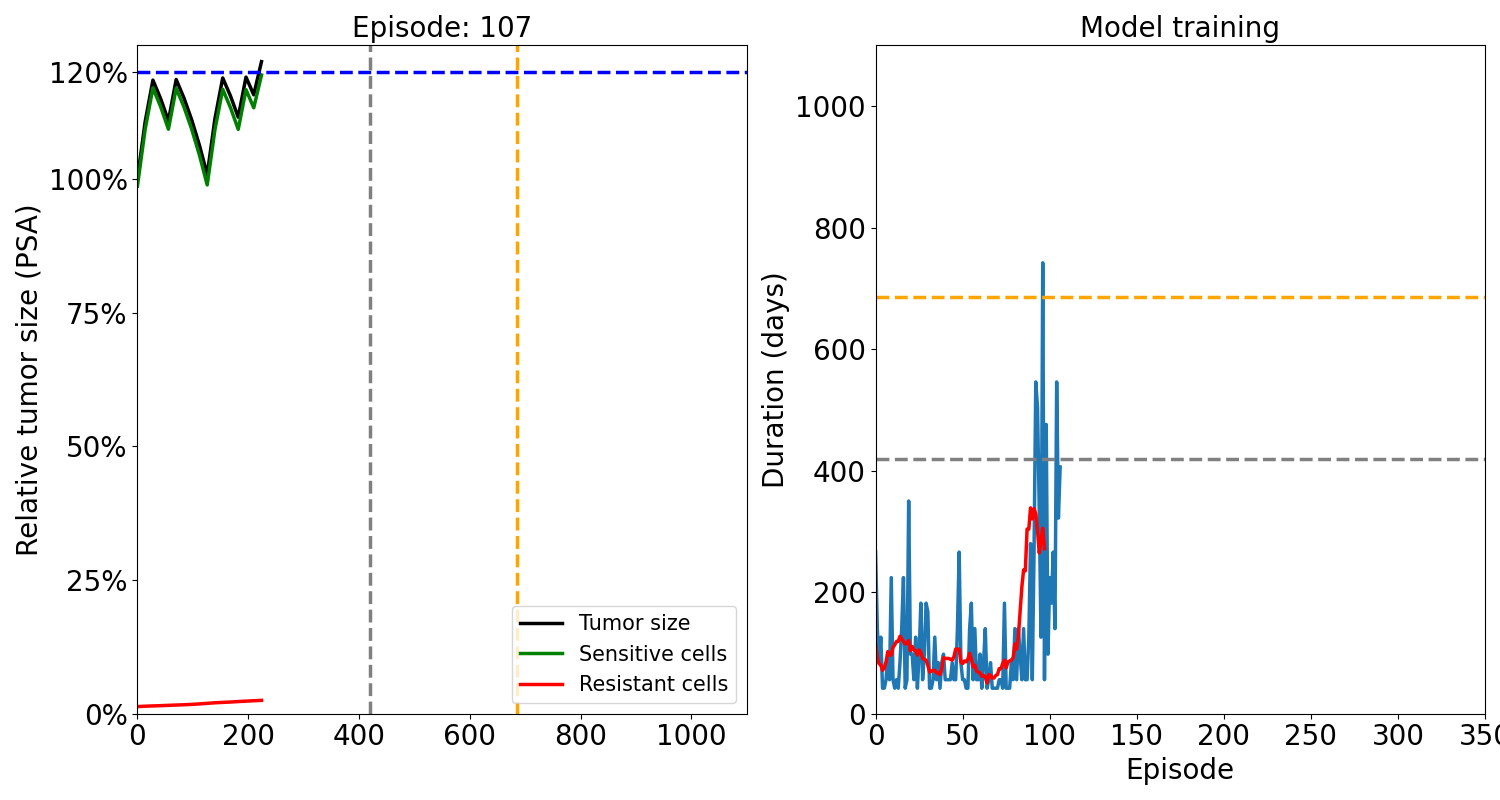 Episode: 107
Relative tumor size (PSA)
120%
100%
75%
50%
25%
0%
0 200 400 600 800 1000
Tumor size
Sensitive cells
Resistant cells
Model training
Duration (days)
1000
800
600
400
200
0
0 50 100 150 200 250 300 350
Episode